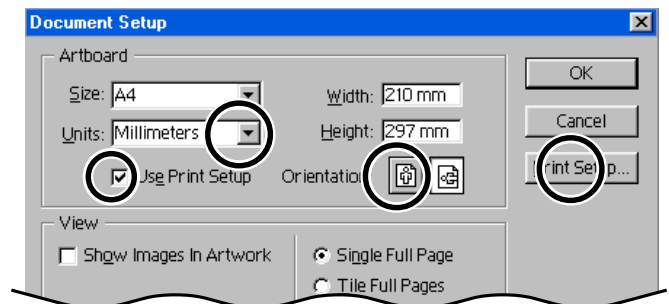 Document Setup
Artboard
Size: A4
Width: 210 mm
OK
Units: Millimeters
Height: 297 mm
Cancel
Use Print Setup
Orientation
Print Setup...
View
Show Images In Artwork
Single Full Page
Tile Full Pages